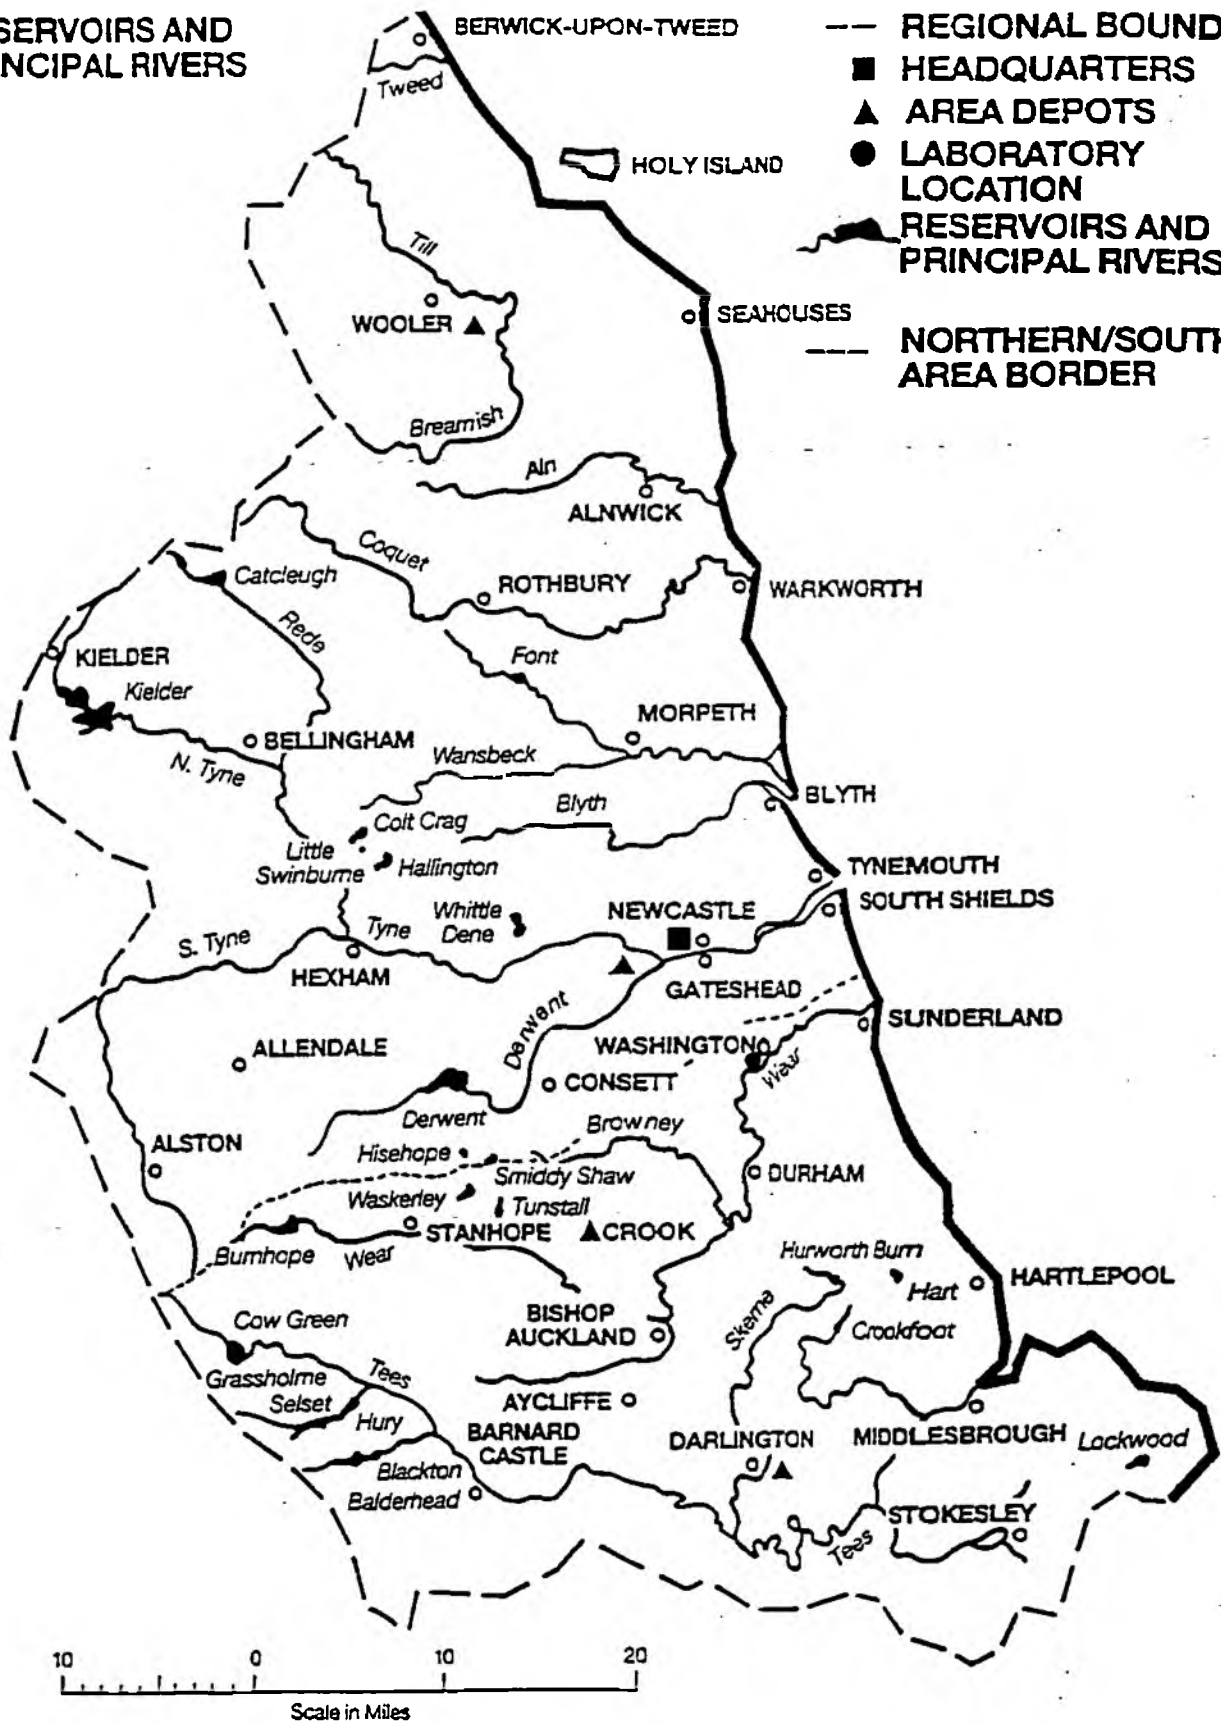 SERVOIRS AND
NCIPAL RIVERS
BERWICK-UPON-TWEED
Tweed
REGIONAL BOUND
HEADQUARTERS
AREA DEPOTS
LABORATORY
LOCATION
RESERVOIRS AND
PRINCIPAL RIVERS
NORTHERN/SOUTH
AREA BORDER
HOLY ISLAND
Till
WOOLER
SEAHOUSES
Breamish
Aln
ALNWICK
Coquet
Catcleugh
ROTHBURY
WARKWORTH
Rede
KIELDER
Font
Kielder
MORPETH
BELLINGHAM
N. Tyne
Wansbeck
Blyth
BLYTH
Colt Crag
Little
Swinburne
Hallington
TYNEMOUTH
SOUTH SHIELDS
Whittle
Dene
NEWCASTLE
S. Tyne
Tyne
HEXHAM
GATESHEAD
Derwent
SUNDERLAND
ALLENDALE
WASHINGTON
Wear
CONSETT
Derwent
Browney
ALSTON
Hisehope
Smiddy Shaw
DURHAM
Waskerley
Tunstall
STANHOPE
CROOK
Burnhope
Wear
Hurworth Burn
Hart
HARTLEPOOL
BISHOP
AUCKLAND
Skerne
Crookfoot
Cow Green
Grassholme
Tees
Selset
AYCLIFFE
Hury
BARNARD
CASTLE
DARLINGTON
MIDDLESBROUGH
Lockwood
Blackton
Balderhead
STOKESLEY
Tees
10
0
10
20
Scale in Miles